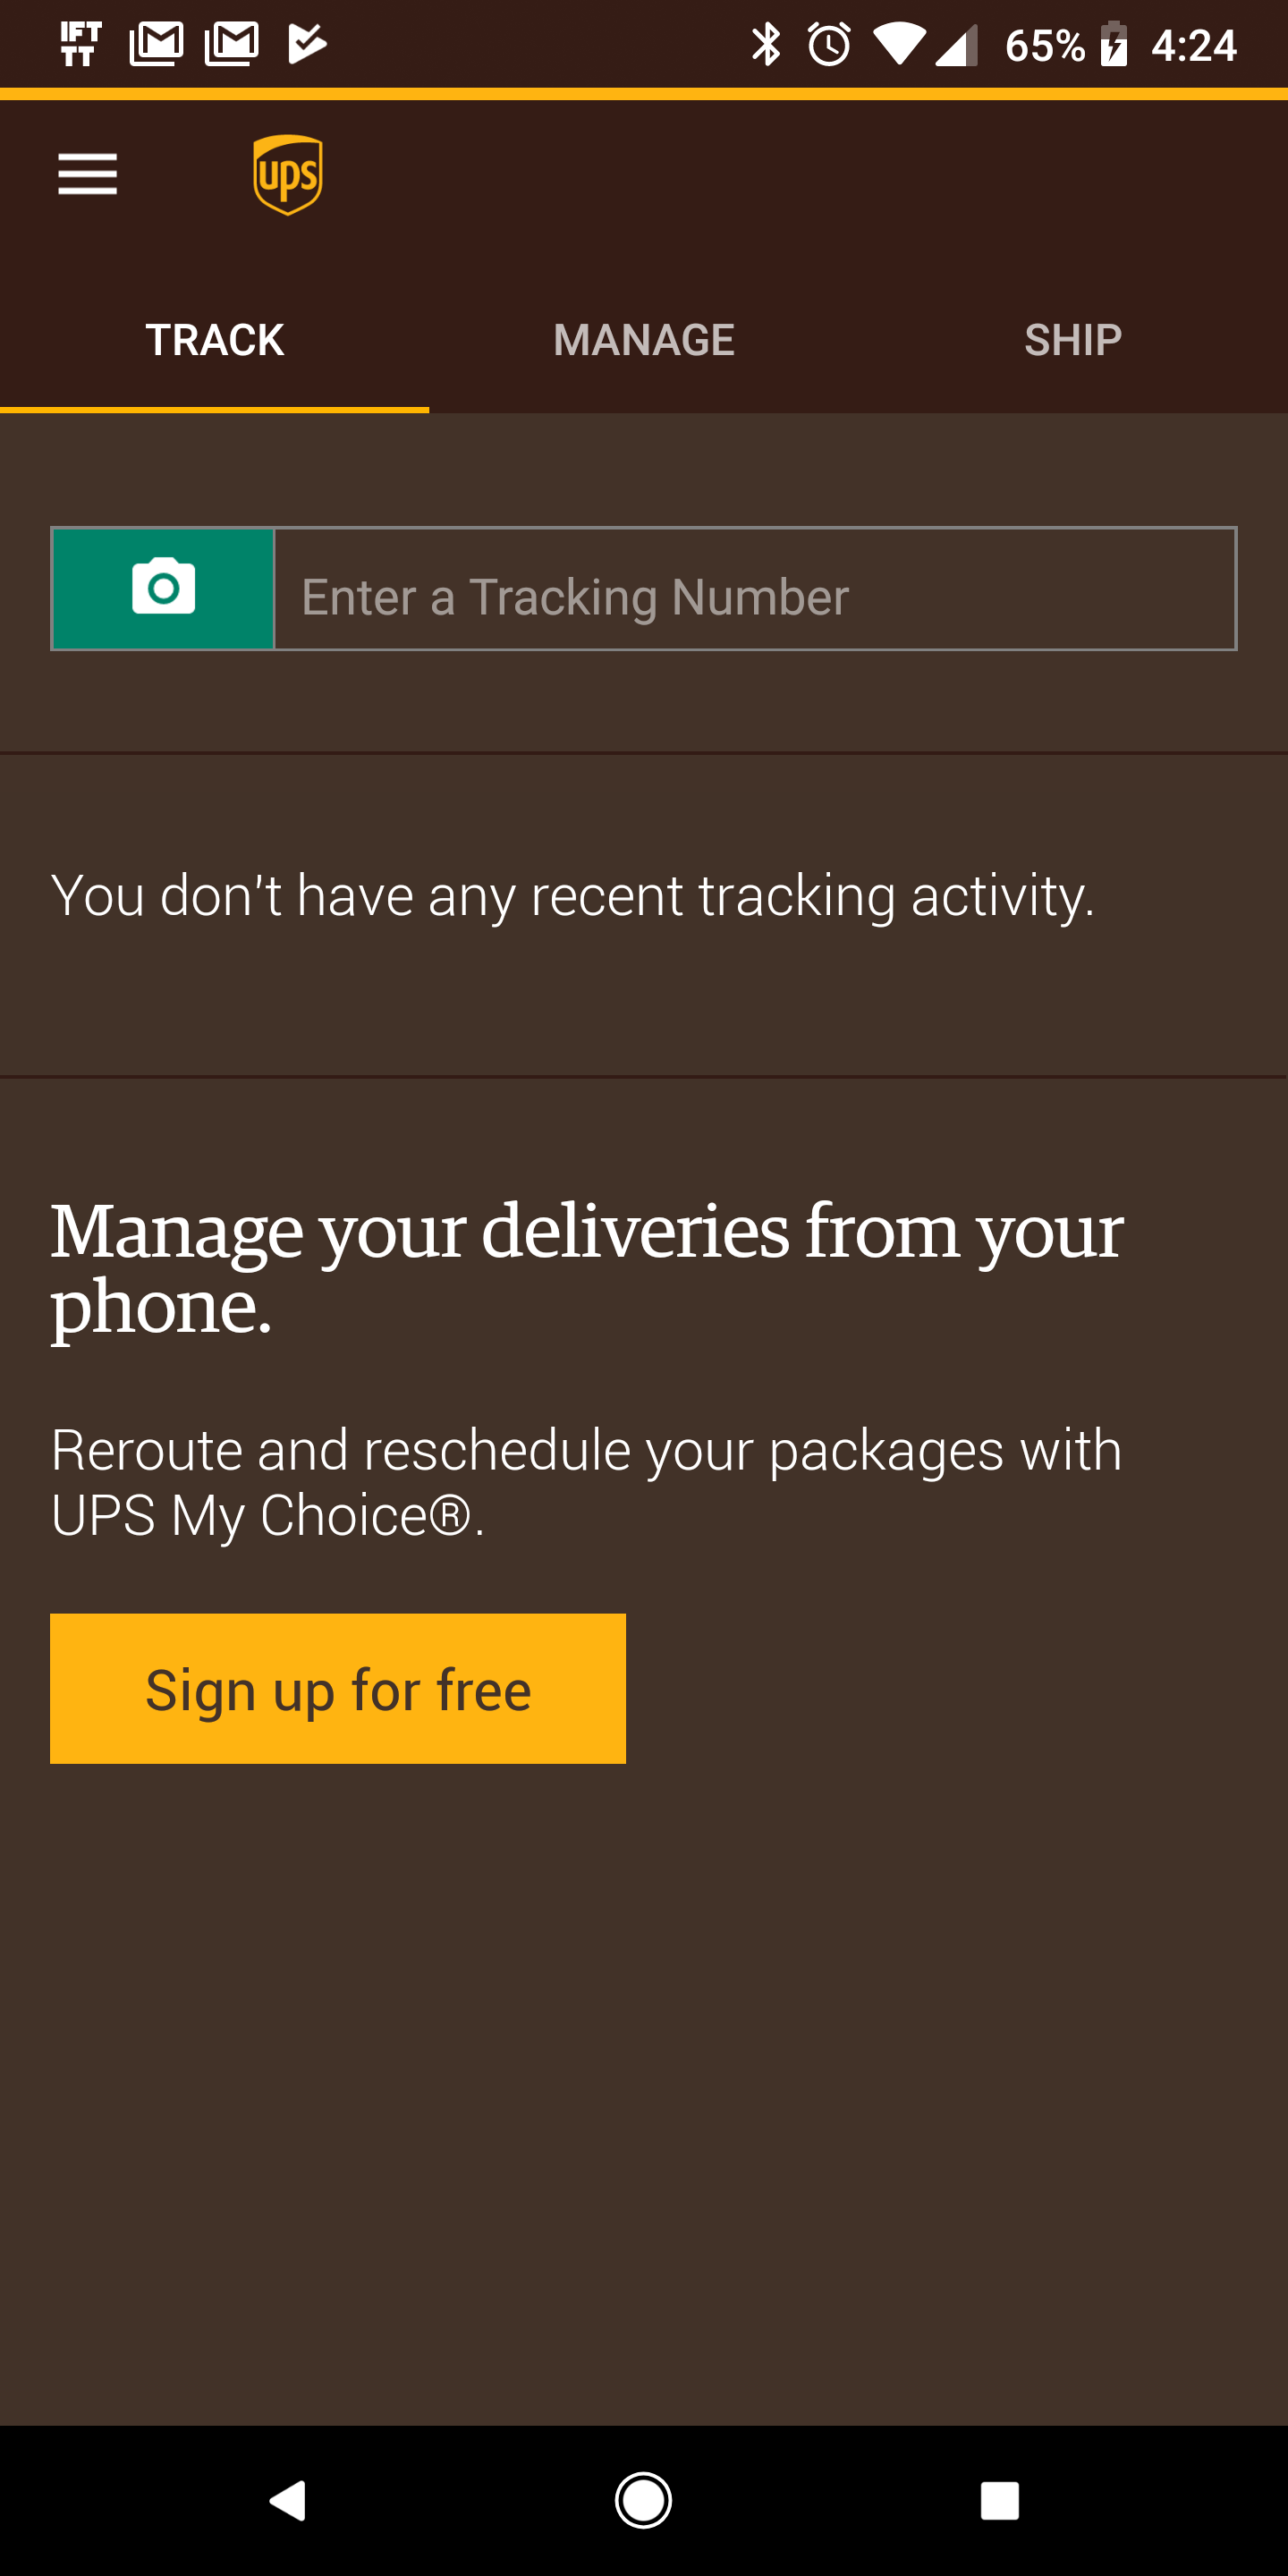 IFTTT
65% 4:24
ups
TRACK MANAGE SHIP
Enter a Tracking Number
You don't have any recent tracking activity.
Manage your deliveries from your
phone.
Reroute and reschedule your packages with
UPS My Choice®.
Sign up for free